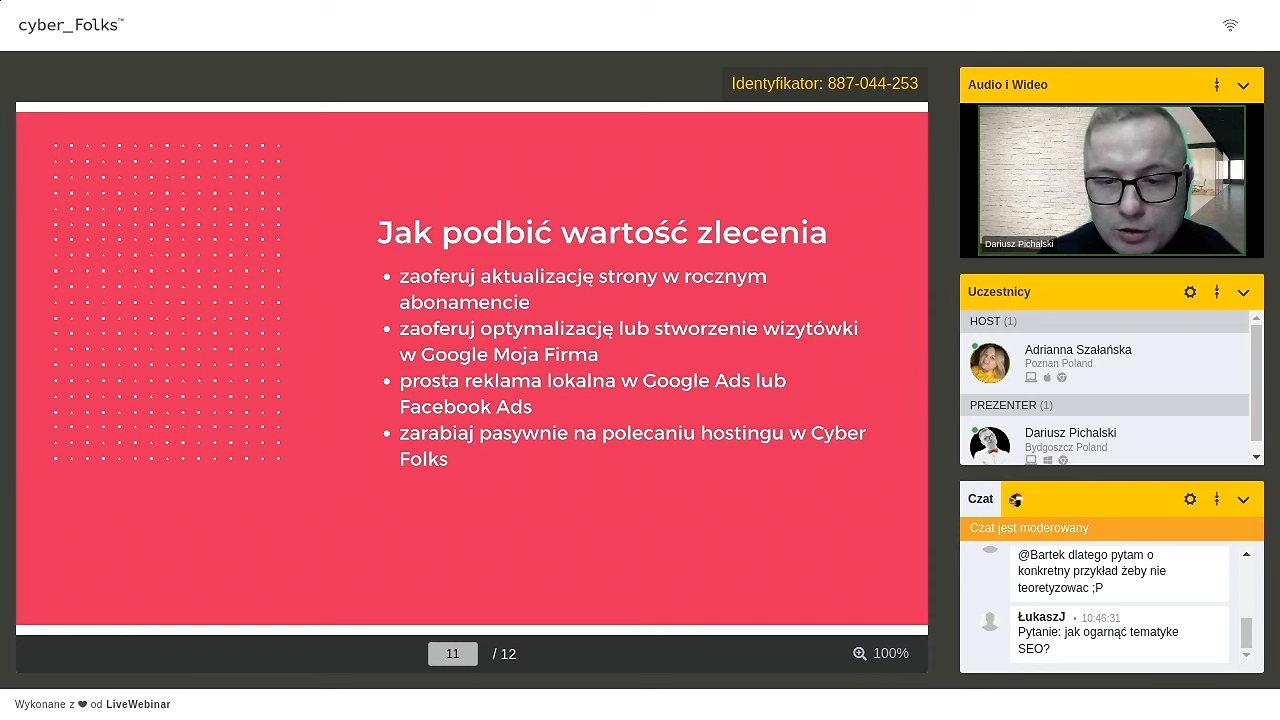 cyber_Folks™
Identyfikator: 887-044-253
Jak podbić wartość zlecenia
• zaoferuj aktualizację strony w rocznym
abonamencie
• zaoferuj optymalizację lub stworzenie wizytówki
w Google Moja Firma
• prosta reklama lokalna w Google Ads lub
Facebook Ads
• zarabiaj pasywnie na polecaniu hostingu w Cyber
Folks
11 / 12
100%
Audio i Wideo
Dariusz Pichalski
Uczestnicy
HOST (1)
Adrianna Szałańska
Poznan Poland
PREZENTER (1)
Dariusz Pichalski
Bydgoszcz Poland
Czat
Czat jest moderowany
@Bartek dlatego pytam o
konkretny przykład żeby nie
teoretyzowac ;P
ŁukaszJ • 10:46:31
Pytanie: jak ogarnąć tematyke
SEO?
Wykonane z ❤ od LiveWebinar